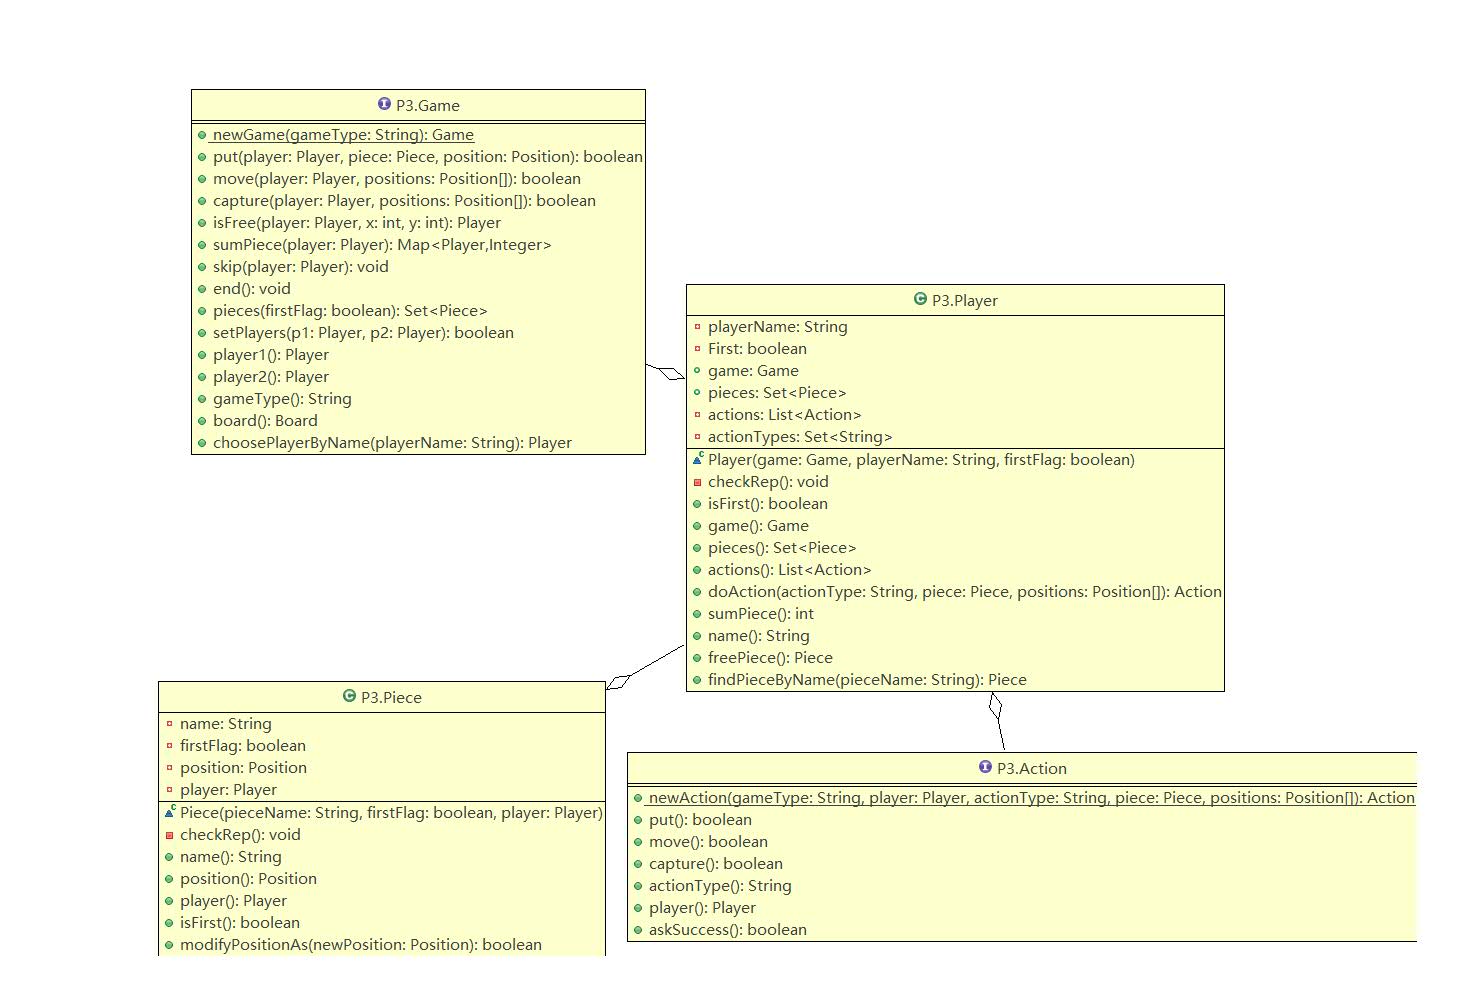 P3.Game
newGame(gameType: String): Game
put(player: Player, piece: Piece, position: Position): boolean
move(player: Player, positions: Position[]): boolean
capture(player: Player, positions: Position[]): boolean
isFree(player: Player, x: int, y: int): Player
sumPiece(player: Player): Map<Player,Integer>
skip(player: Player): void
end(): void
pieces(firstFlag: boolean): Set<Piece>
setPlayers(p1: Player, p2: Player): boolean
player1(): Player
player2(): Player
gameType(): String
board(): Board
choosePlayerByName(playerName: String): Player
P3.Player
playerName: String
First: boolean
game: Game
pieces: Set<Piece>
actions: List<Action>
actionTypes: Set<String>
Player(game: Game, playerName: String, firstFlag: boolean)
checkRep(): void
isFirst(): boolean
game(): Game
pieces(): Set<Piece>
actions(): List<Action>
doAction(actionType: String, piece: Piece, positions: Position[]): Action
sumPiece(): int
name(): String
freePiece(): Piece
findPieceByName(pieceName: String): Piece
P3.Piece
name: String
firstFlag: boolean
position: Position
player: Player
Piece(pieceName: String, firstFlag: boolean, player: Player)
checkRep(): void
name(): String
position(): Position
player(): Player
isFirst(): boolean
modifyPositionAs(newPosition: Position): boolean
P3.Action
newAction(gameType: String, player: Player, actionType: String, piece: Piece, positions: Position[]): Action
put(): boolean
move(): boolean
capture(): boolean
actionType(): String
player(): Player
askSuccess(): boolean